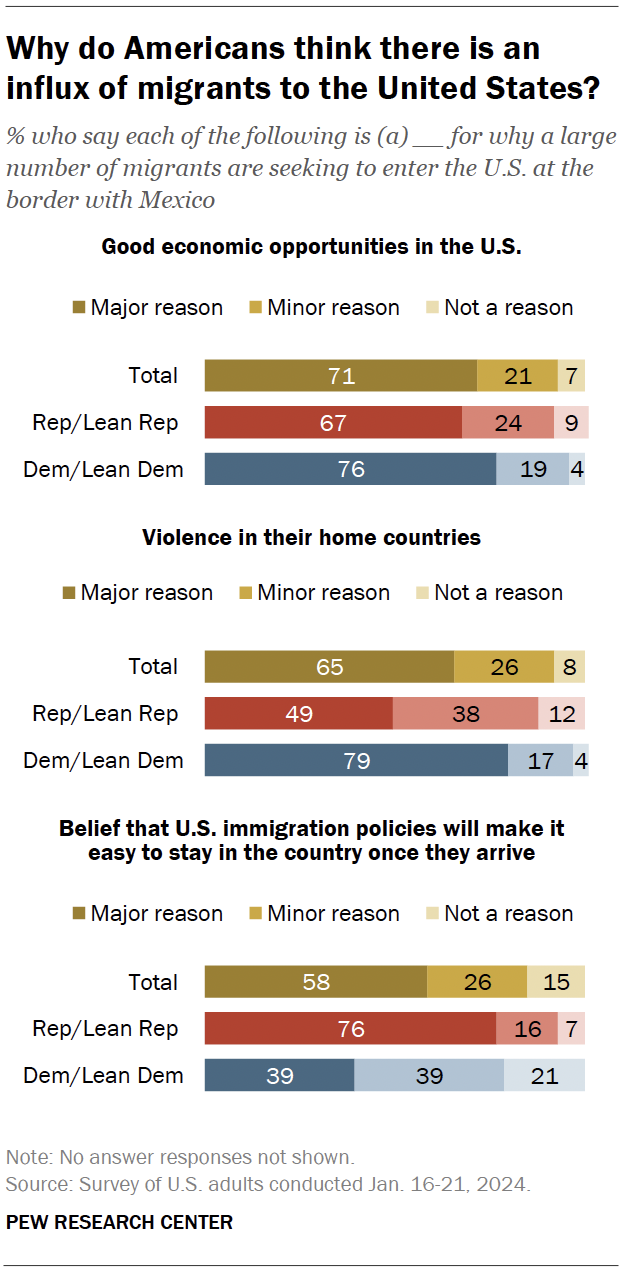 Why do Americans think there is an
influx of migrants to the United States?
% who say each of the following is (a) __ for why a large
number of migrants are seeking to enter the U.S. at the
border with Mexico
Good economic opportunities in the U.S.
Major reason Minor reason Not a reason
Total 71 21 7
Rep/Lean Rep 67 24 9
Dem/Lean Dem 76 19 4
Violence in their home countries
Major reason Minor reason Not a reason
Total 65 26 8
Rep/Lean Rep 49 38 12
Dem/Lean Dem 79 17 4
Belief that U.S. immigration policies will make it
easy to stay in the country once they arrive
Major reason Minor reason Not a reason
Total 58 26 15
Rep/Lean Rep 76 16 7
Dem/Lean Dem 39 39 21
Note: No answer responses not shown.
Source: Survey of U.S. adults conducted Jan. 16-21, 2024.
PEW RESEARCH CENTER